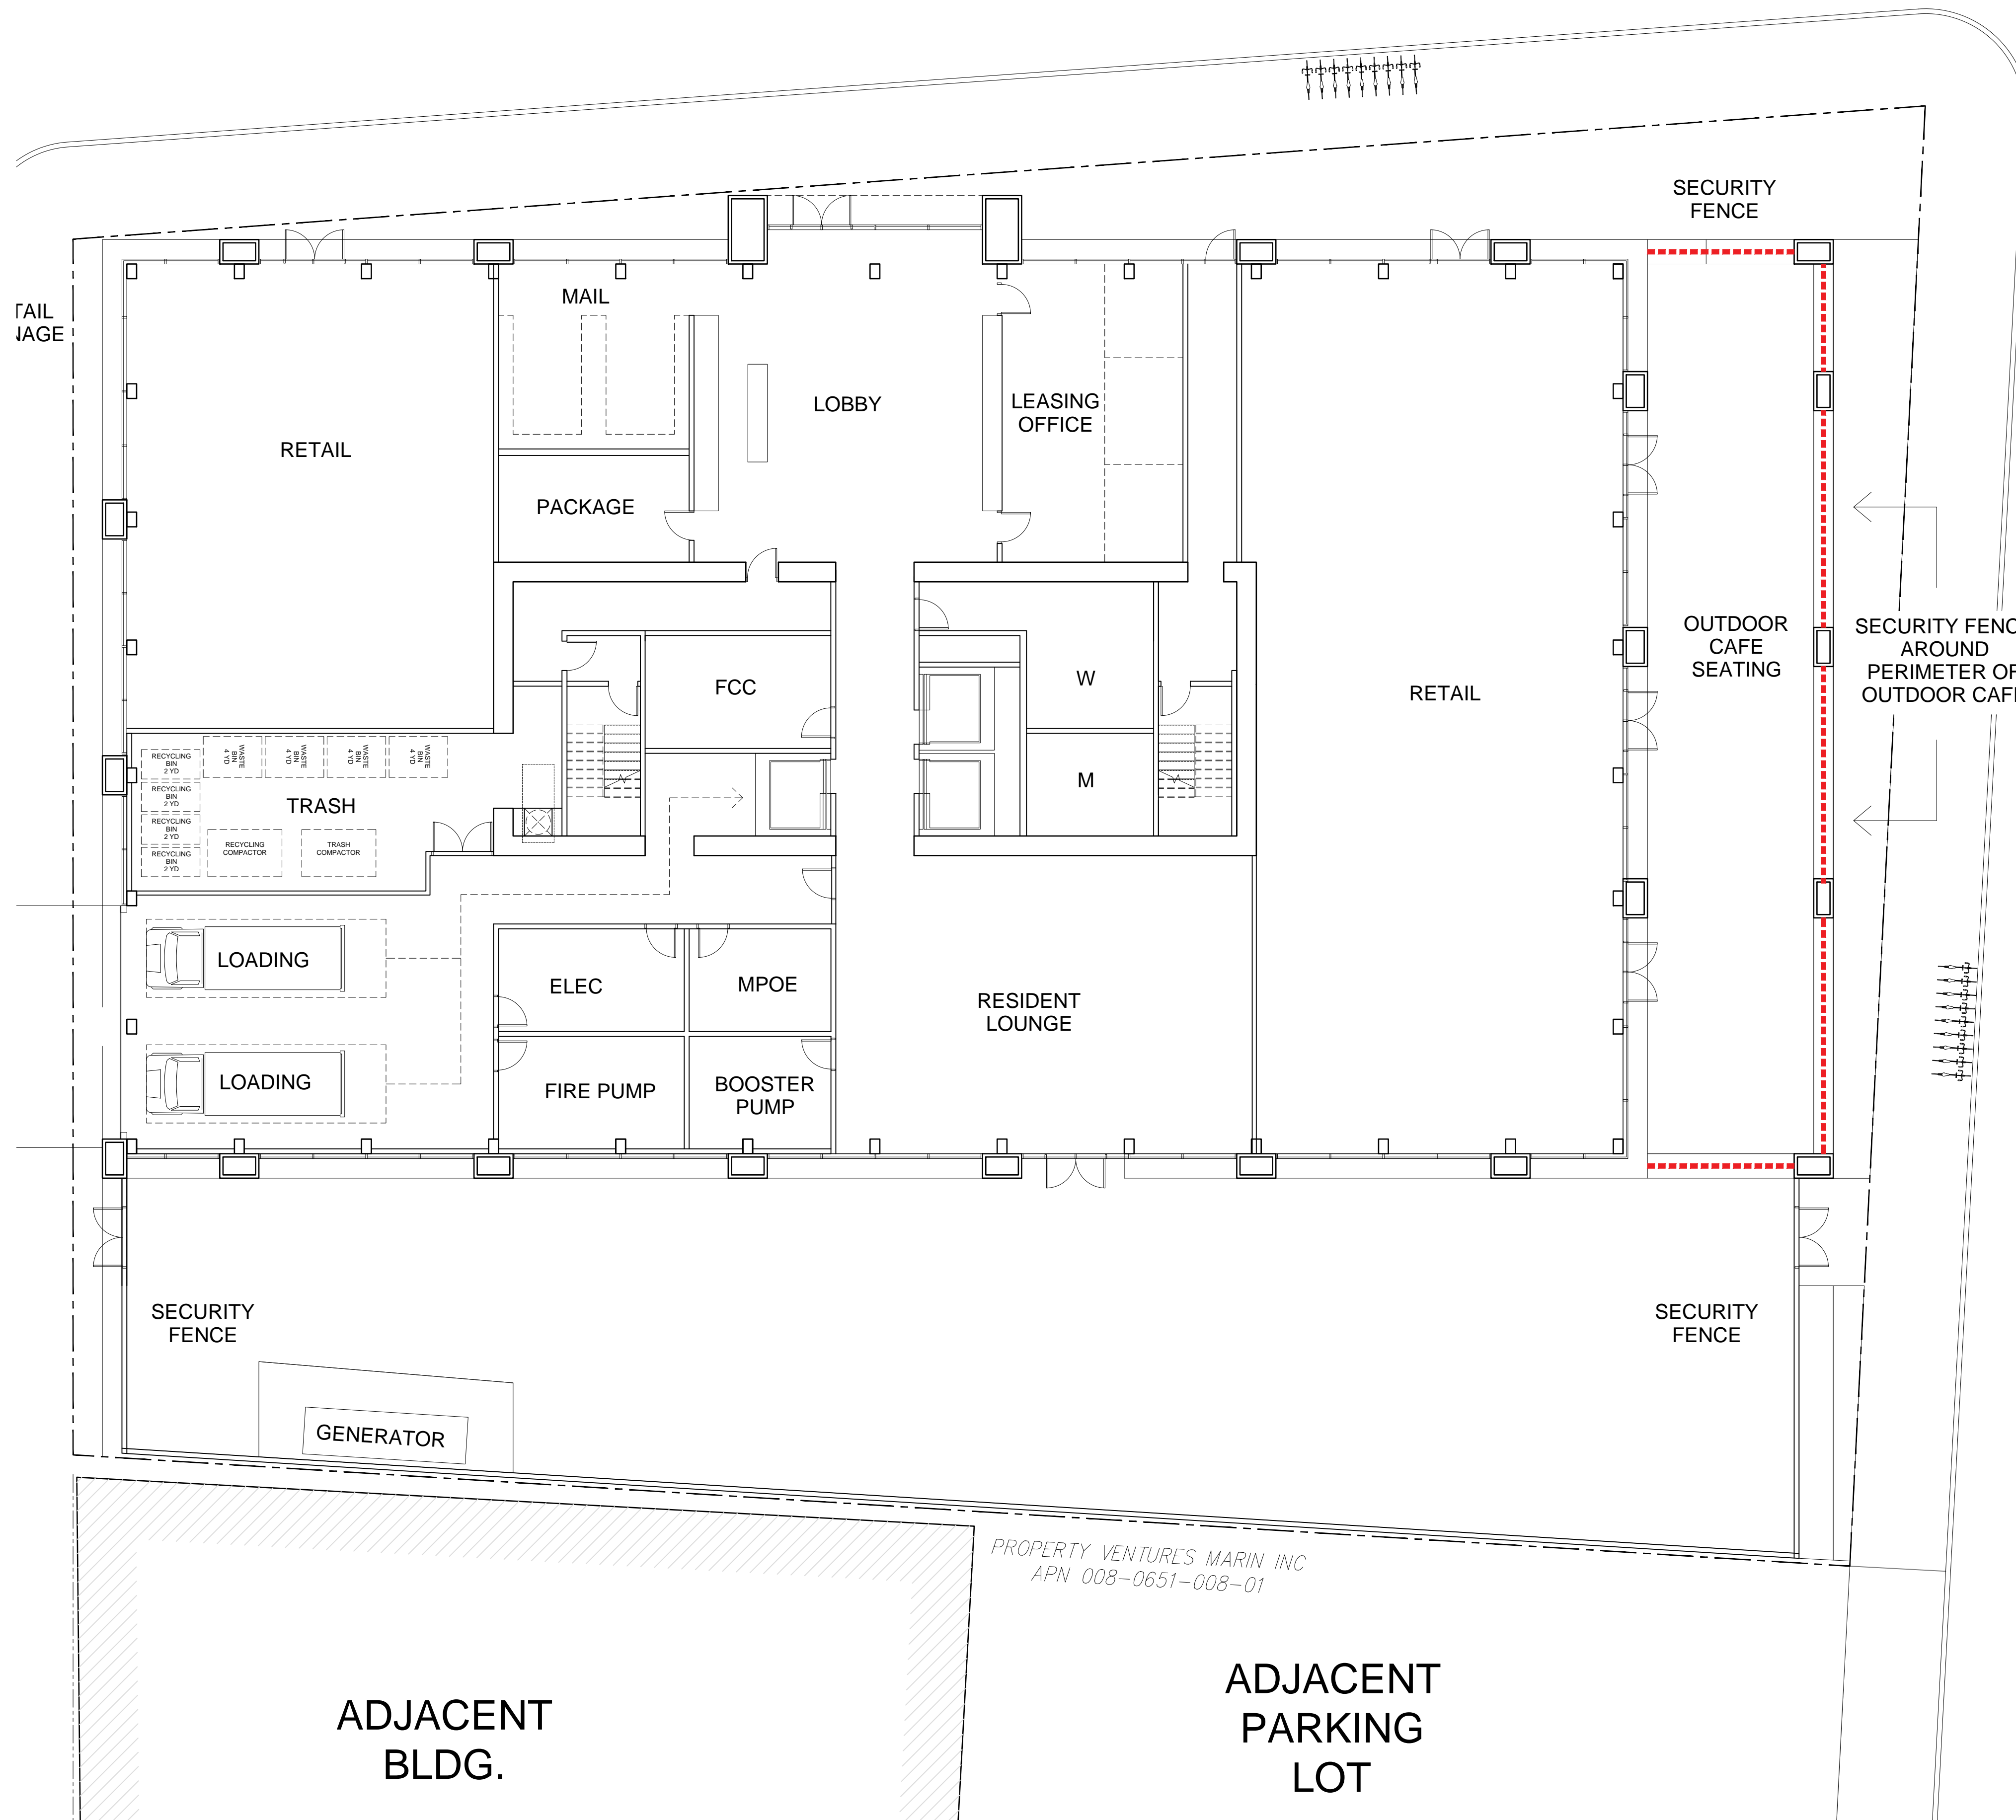 SECURITY
FENCE
TAIL
NAGE
MAIL
LOBBY
LEASING
OFFICE
RETAIL
PACKAGE
OUTDOOR
CAFE
SEATING
SECURITY FENC
AROUND
PERIMETER OF
OUTDOOR CAFE
FCC
W
RETAIL
M
WASTE
BIN
4 YD
WASTE
BIN
4 YD
WASTE
BIN
4 YD
WASTE
BIN
4 YD
RECYCLING
BIN
2 YD
RECYCLING
BIN
2 YD
RECYCLING
BIN
2 YD
RECYCLING
BIN
2 YD
TRASH
RECYCLING
COMPACTOR
TRASH
COMPACTOR
LOADING
ELEC
MPOE
RESIDENT
LOUNGE
LOADING
FIRE PUMP
BOOSTER
PUMP
SECURITY
FENCE
SECURITY
FENCE
GENERATOR
PROPERTY VENTURES MARIN INC
APN 008-0651-008-01
ADJACENT
BLDG.
ADJACENT
PARKING
LOT